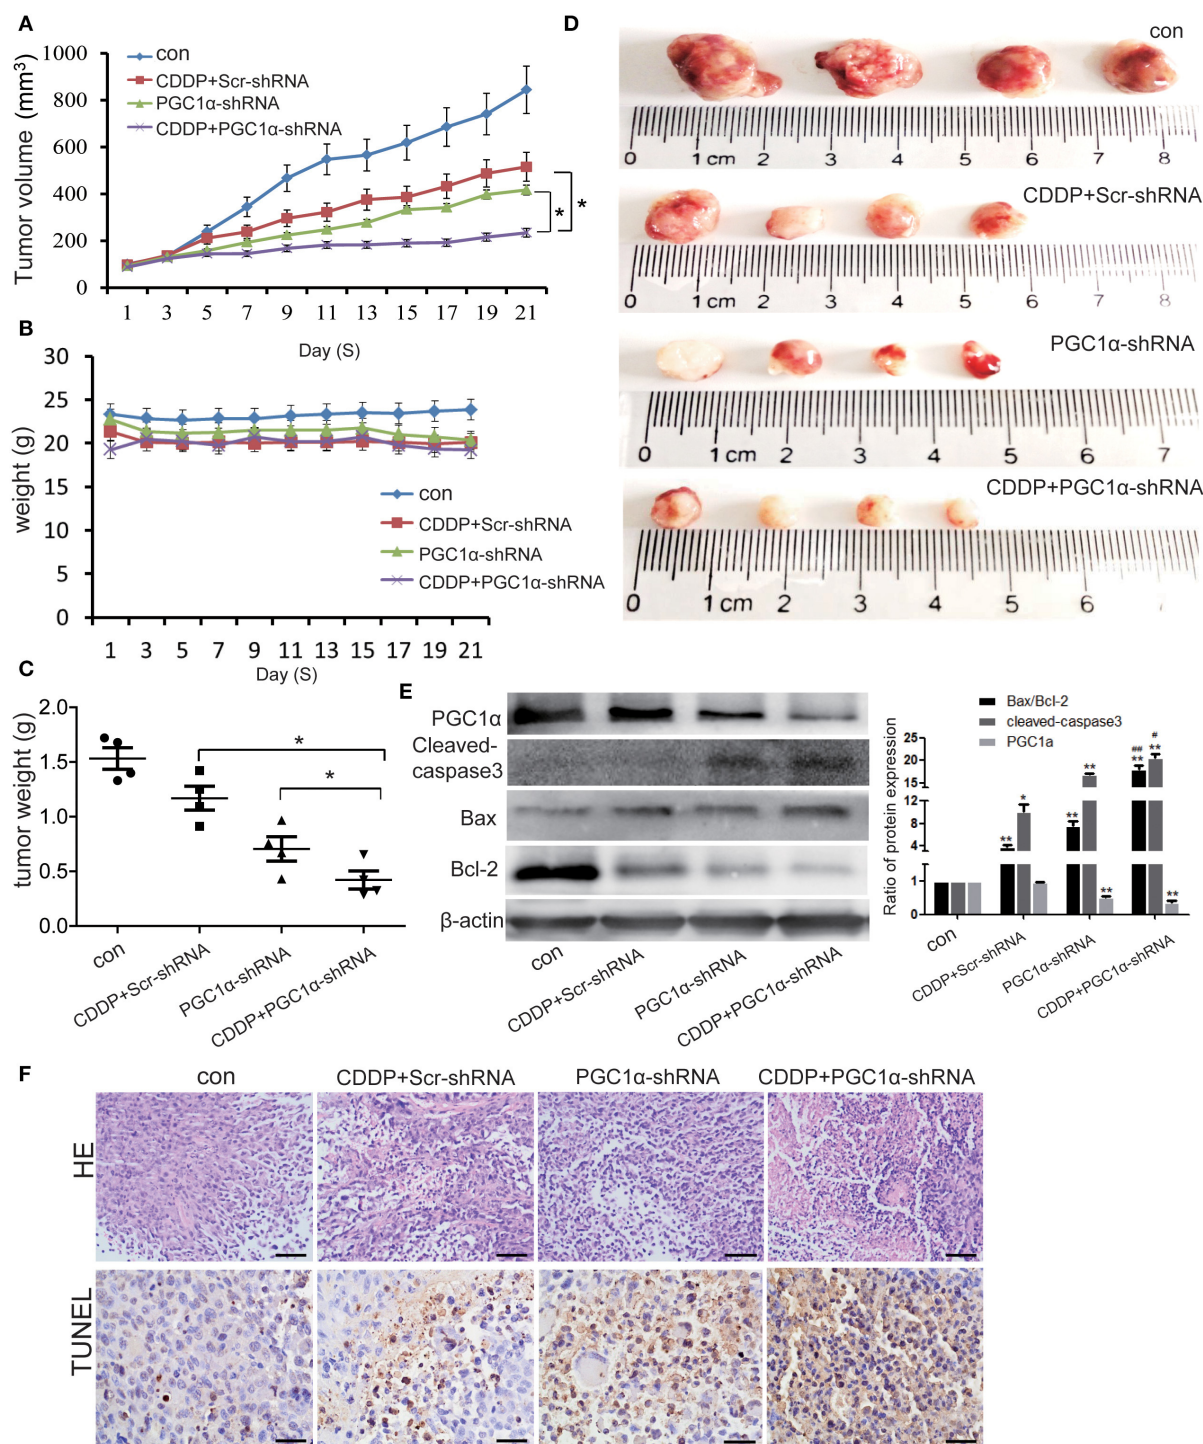 A
Tumor volume (mm³)
1000
800
600
400
200
0
con
CDDP+Scr-shRNA
PGC1α-shRNA
CDDP+PGC1α-shRNA
*
*
1 3 5 7 9 11 13 15 17 19 21
Day (S)
B
weight (g)
30
25
20
15
10
5
0
con
CDDP+Scr-shRNA
PGC1α-shRNA
CDDP+PGC1α-shRNA
1 3 5 7 9 11 13 15 17 19 21
Day (S)
C
tumor weight (g)
2.0
1.5
1.0
0.5
0.0
*
*
con
CDDP+Scr-shRNA
PGC1α-shRNA
CDDP+PGC1α-shRNA
D
con
0 1 cm 2 3 4 5 6 7 8
CDDP+Scr-shRNA
0 1 cm 2 3 4 5 6 7 8
PGC1α-shRNA
0 1 cm 2 3 4 5 6 7
CDDP+PGC1α-shRNA
0 1 cm 2 3 4 5 6
E
PGC1α
Cleaved-
caspase3
Bax
Bcl-2
β-actin
con
CDDP+Scr-shRNA
PGC1α-shRNA
CDDP+PGC1α-shRNA
Bax/Bcl-2
cleaved-caspase3
PGC1a
Ratio of protein expression
25
20
15
12
8
4
1
0
** *
** ** **
## ** # ** **
con
CDDP+Scr-shRNA
PGC1α-shRNA
CDDP+PGC1α-shRNA
F
con CDDP+Scr-shRNA PGC1α-shRNA CDDP+PGC1α-shRNA
HE
TUNEL